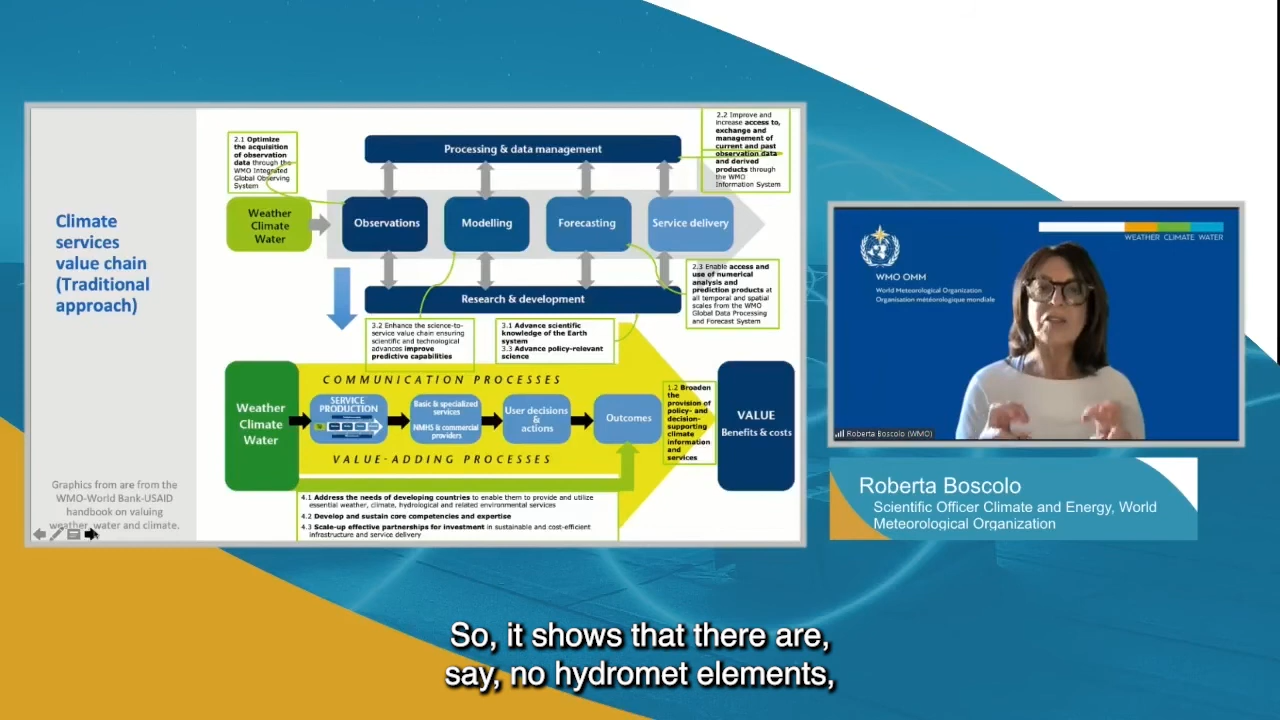 Climate
services
value chain
(Traditional
approach)
Graphics from are from the
WMO-World Bank-USAID
handbook on valuing
weather, water and climate.
2.1 Optimize
the acquisition
of observation
data through the
WMO Integrated
Global Observing
System
Processing & data management
2.2 Improve and
increase access to,
exchange and
management of
current and past
observation data
and derived
products through
the WMO
Information System
Weather
Climate
Water
Observations
Modelling
Forecasting
Service delivery
2.3 Enable access and
use of numerical
analysis and
prediction products at
all temporal and spatial
scales from the WMO
Global Data Processing
and Forecast System
Research & development
3.2 Enhance the science-to-
service value chain ensuring
scientific and technological
advances improve
predictive capabilities
3.1 Advance scientific
knowledge of the Earth
system
3.3 Advance policy-relevant
science
COMMUNICATION PROCESSES
Weather
Climate
Water
SERVICE
PRODUCTION
Basic & specialized
services
NMHS & commercial
providers
User decisions
&
actions
Outcomes
1.2 Broaden
the
provision of
policy- and
decision-
supporting
climate
information
and
services
VALUE
Benefits & costs
VALUE-ADDING PROCESSES
4.1 Address the needs of developing countries to enable them to provide and utilize
essential weather, climate, hydrological and related environmental services
4.2 Develop and sustain core competencies and expertise
4.3 Scale-up effective partnerships for investment in sustainable and cost-efficient
infrastructure and service delivery
WEATHER CLIMATE WATER
WMO OMM
World Meteorological Organization
Organisation météorologique mondiale
Roberta Boscolo (WMO)
Roberta Boscolo
Scientific Officer Climate and Energy, World
Meteorological Organization
So, it shows that there are,
say, no hydromet elements,